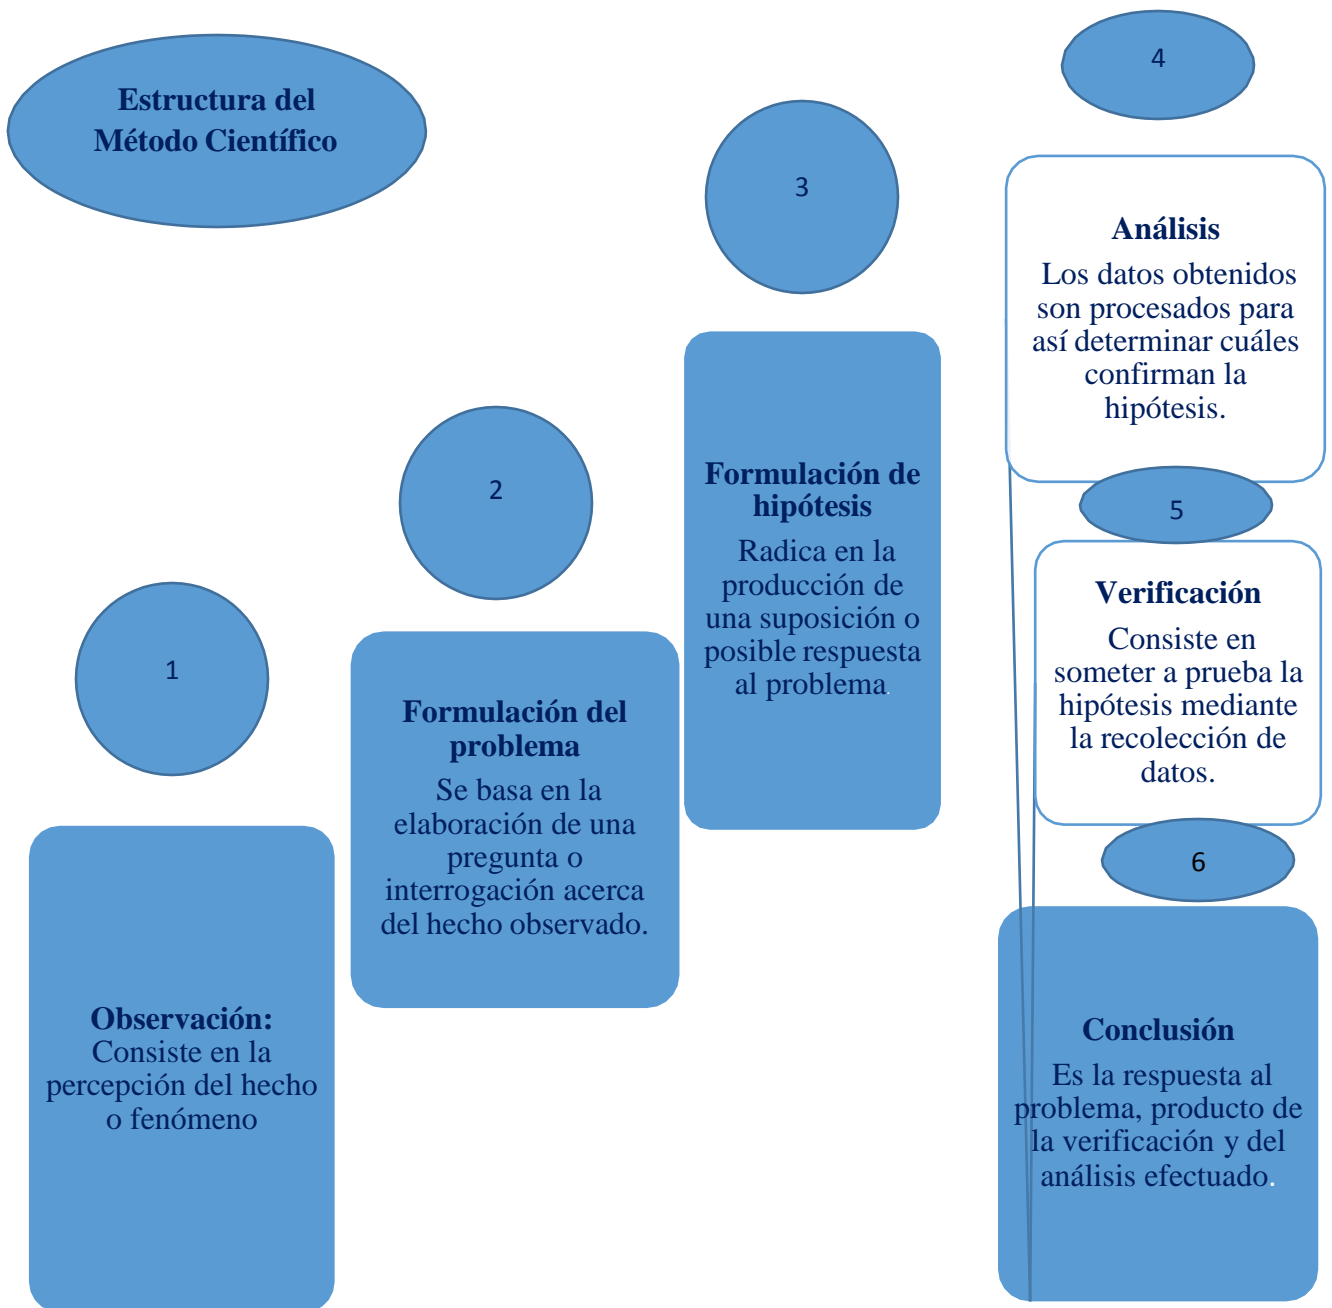 Estructura del
Método Científico
1
Observación:
Consiste en la
percepción del hecho
o fenómeno
2
Formulación del
problema
Se basa en la
elaboración de una
pregunta o
interrogación acerca
del hecho observado.
3
Formulación de
hipótesis
Radica en la
producción de
una suposición o
posible respuesta
al problema.
4
Análisis
Los datos obtenidos
son procesados para
así determinar cuáles
confirman la
hipótesis.
5
Verificación
Consiste en
someter a prueba la
hipótesis mediante
la recolección de
datos.
6
Conclusión
Es la respuesta al
problema, producto de
la verificación y del
análisis efectuado.